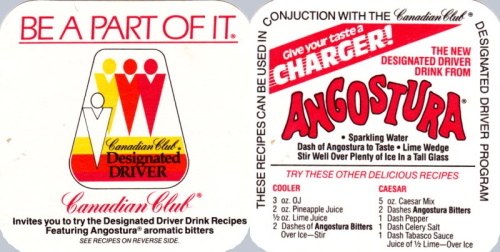 BE A PART OF IT.®
Canadian Club®
Designated
DRIVER
Canadian Club®
Invites you to try the Designated Driver Drink Recipes
Featuring Angostura® aromatic bitters
SEE RECIPES ON REVERSE SIDE.
THESE RECIPES CAN BE USED IN CONJUCTION WITH THE Canadian Club® DESIGNATED DRIVER PROGRAM
Give your taste a
CHARGER!
THE NEW
DESIGNATED DRIVER
DRINK FROM
ANGOSTURA®
• Sparkling Water
Dash of Angostura to Taste • Lime Wedge
Stir Well Over Plenty of Ice In a Tall Glass
TRY THESE OTHER DELICIOUS RECIPES
COOLER
3 oz. OJ
2 oz. Pineapple Juice
½ oz. Lime Juice
2 Dashes of Angostura Bitters
Over Ice—Stir
CAESAR
5 oz. Caesar Mix
2 Dashes Angostura Bitters
1 Dash Pepper
1 Dash Celery Salt
1 Dash Tabasco Sauce
Juice of ½ Lime—Over Ice